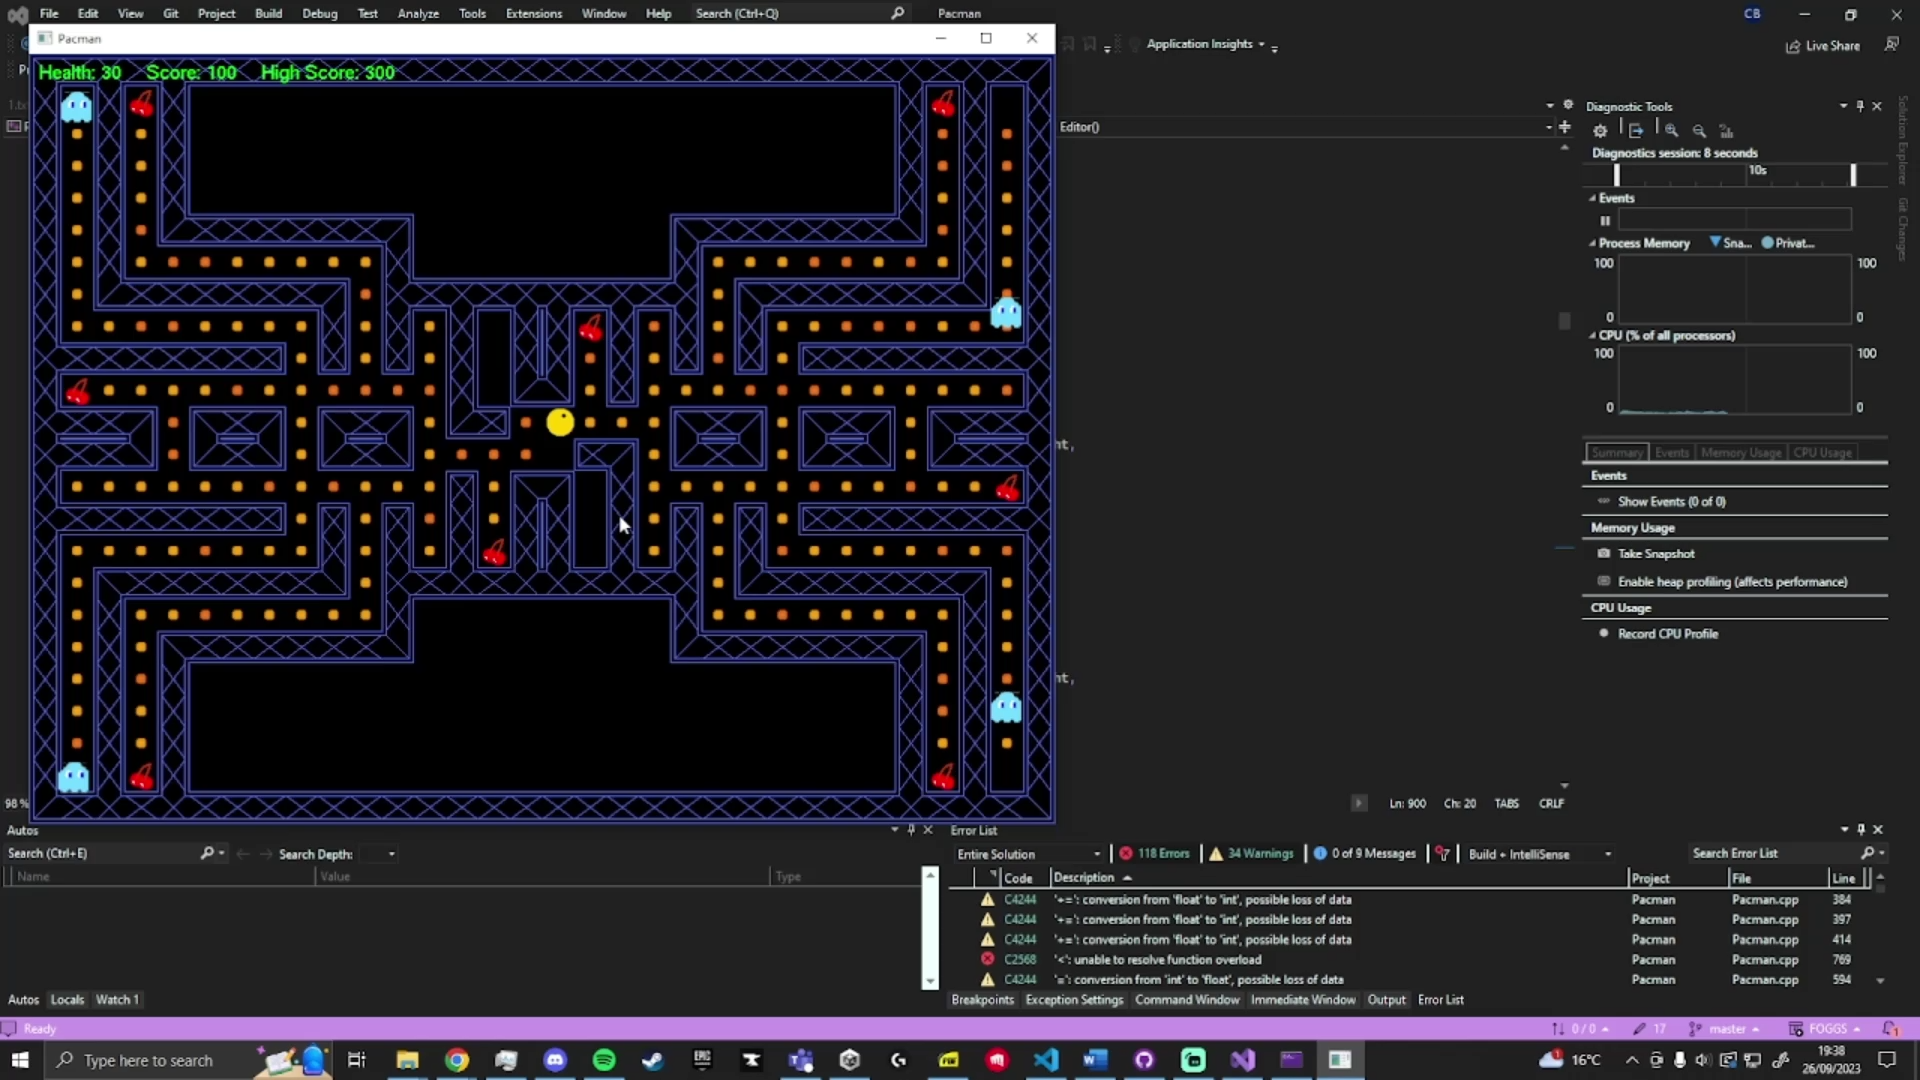 File Edit View Git Project Build Debug Test Analyze Tools Extensions Window Help Search (Ctrl+Q) Pacman CB
Pacman
Application Insights
Live Share
Health: 30 Score: 100 High Score: 300
Editor()
Diagnostic Tools
Diagnostics session: 8 seconds
10s
Events
Process Memory Sna... Privat...
100 100
0 0
CPU (% of all processors)
100 100
0 0
Summary Events Memory Usage CPU Usage
Events
Show Events (0 of 0)
Memory Usage
Take Snapshot
Enable heap profiling (affects performance)
CPU Usage
Record CPU Profile
Solution Explorer
Git Changes
nt,
nt,
98 %
Ln: 900 Ch: 20 TABS CRLF
Autos
Search (Ctrl+E) Search Depth:
Name Value Type
Autos Locals Watch 1
Error List
Entire Solution 118 Errors 34 Warnings 0 of 9 Messages Build + IntelliSense Search Error List
Code Description Project File Line
C4244 '+=': conversion from 'float' to 'int', possible loss of data Pacman Pacman.cpp 384
C4244 '+=': conversion from 'float' to 'int', possible loss of data Pacman Pacman.cpp 397
C4244 '+=': conversion from 'float' to 'int', possible loss of data Pacman Pacman.cpp 414
C2568 '<': unable to resolve function overload Pacman Pacman.cpp 769
C4244 '=': conversion from 'int' to 'float', possible loss of data Pacman Pacman.cpp 594
Breakpoints Exception Settings Command Window Immediate Window Output Error List
Ready 0 / 0 17 master FOGGS
Type here to search 16°C 19:38
26/09/2023